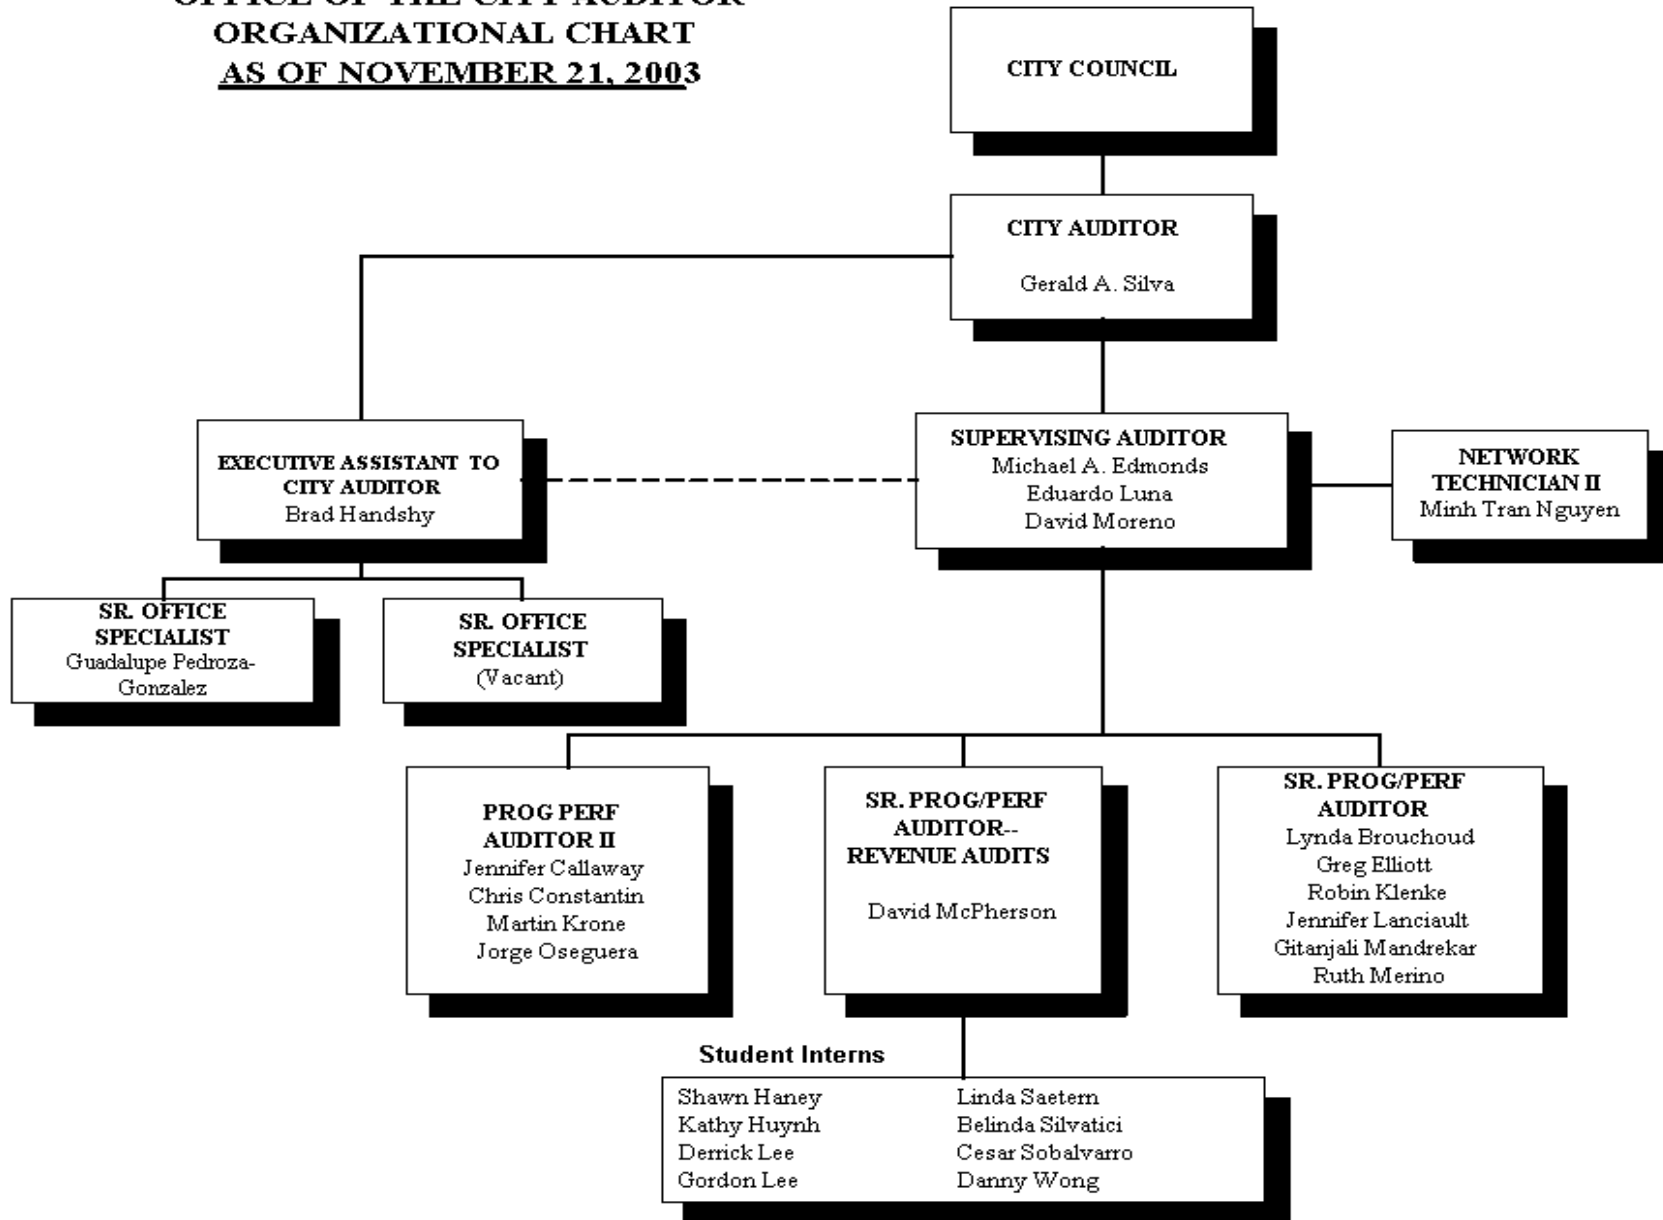 OFFICE OF THE CITY AUDITOR
ORGANIZATIONAL CHART
AS OF NOVEMBER 21, 2003
CITY COUNCIL
CITY AUDITOR
Gerald A. Silva
EXECUTIVE ASSISTANT TO
CITY AUDITOR
Brad Handshy
SUPERVISING AUDITOR
Michael A. Edmonds
Eduardo Luna
David Moreno
NETWORK
TECHNICIAN II
Minh Tran Nguyen
SR. OFFICE
SPECIALIST
Guadalupe Pedroza-
Gonzalez
SR. OFFICE
SPECIALIST
(Vacant)
PROG PERF
AUDITOR II
Jennifer Callaway
Chris Constantin
Martin Krone
Jorge Oseguera
SR. PROG/PERF
AUDITOR--
REVENUE AUDITS
David McPherson
SR. PROG/PERF
AUDITOR
Lynda Brouchoud
Greg Elliott
Robin Klenke
Jennifer Lanciault
Gitanjali Mandrekar
Ruth Merino
Student Interns
Shawn Haney
Kathy Huynh
Derrick Lee
Gordon Lee
Linda Saetern
Belinda Silvatici
Cesar Sobalvarro
Danny Wong